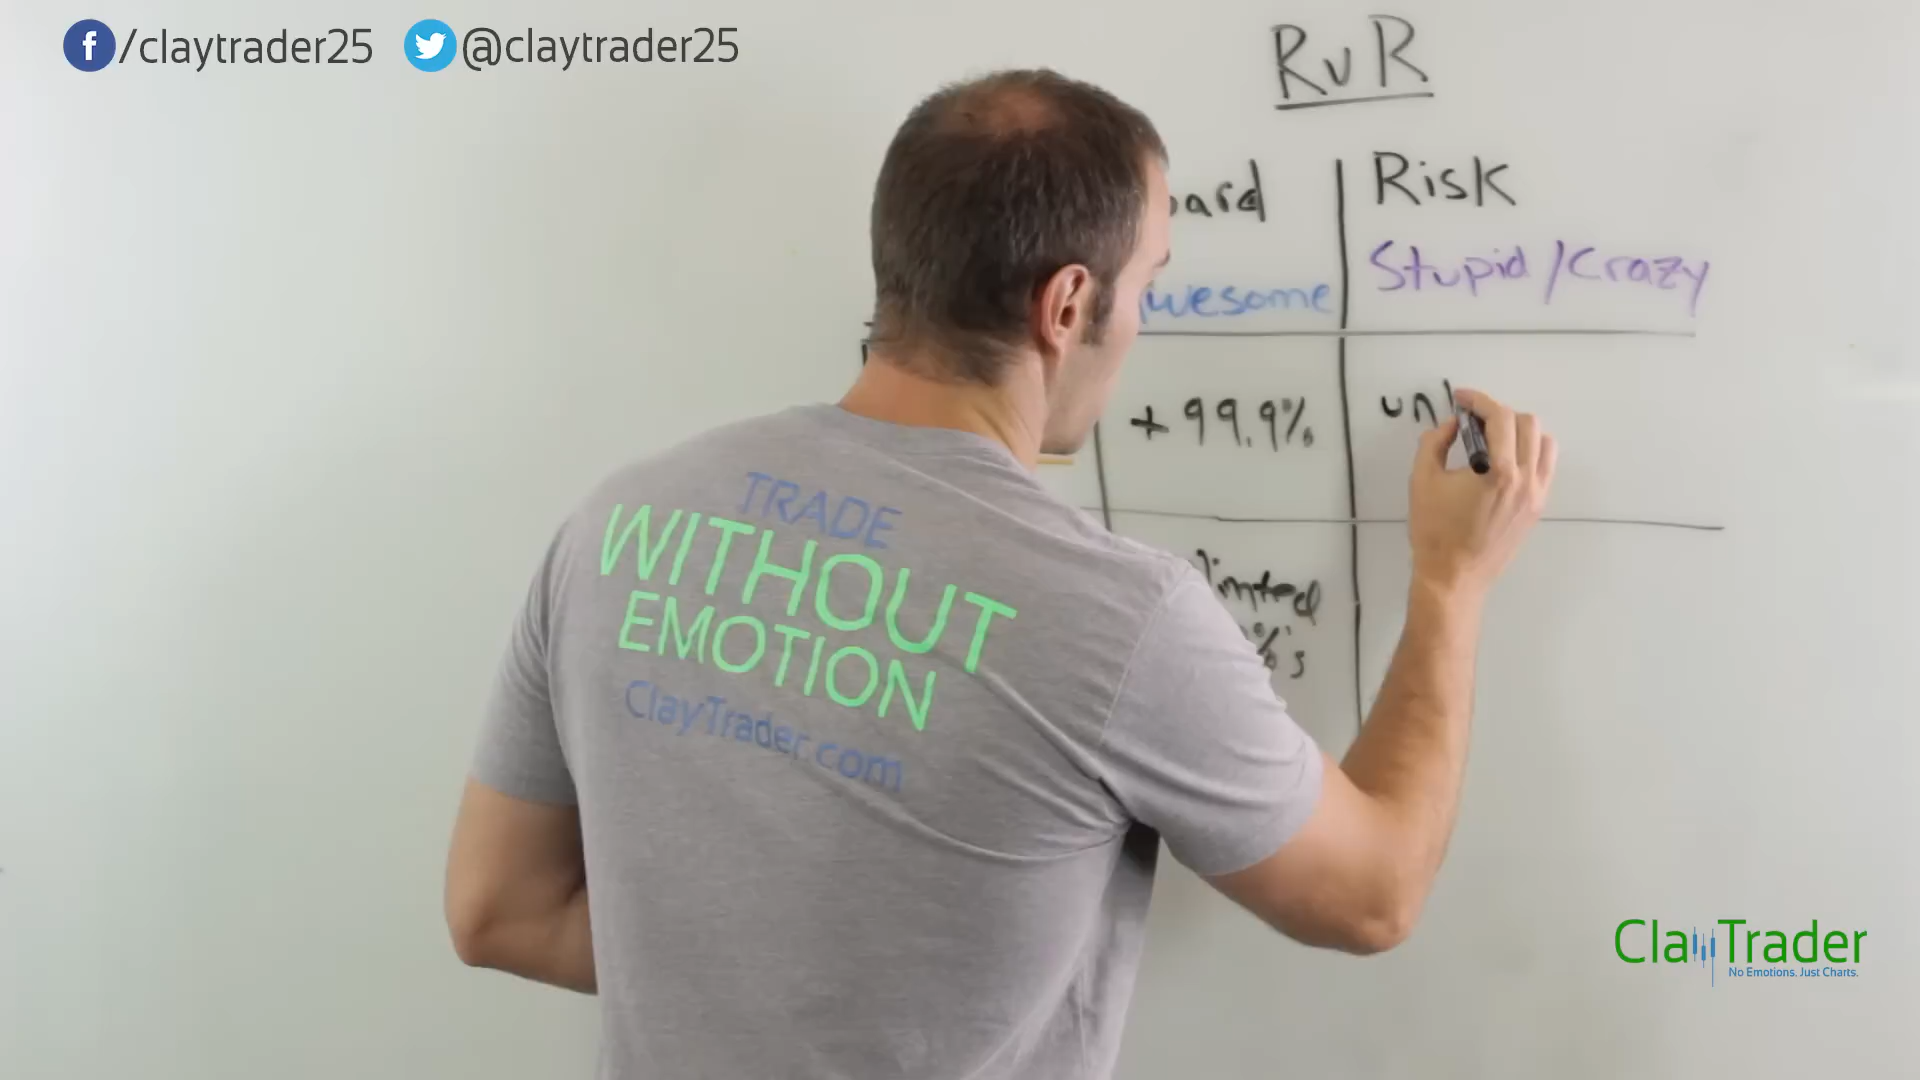 /claytrader25 @claytrader25
RvR
Risk
Stupid/Crazy
+99.9%
TRADE
WITHOUT
EMOTION
ClayTrader.com
ClayTrader
No Emotions. Just Charts.